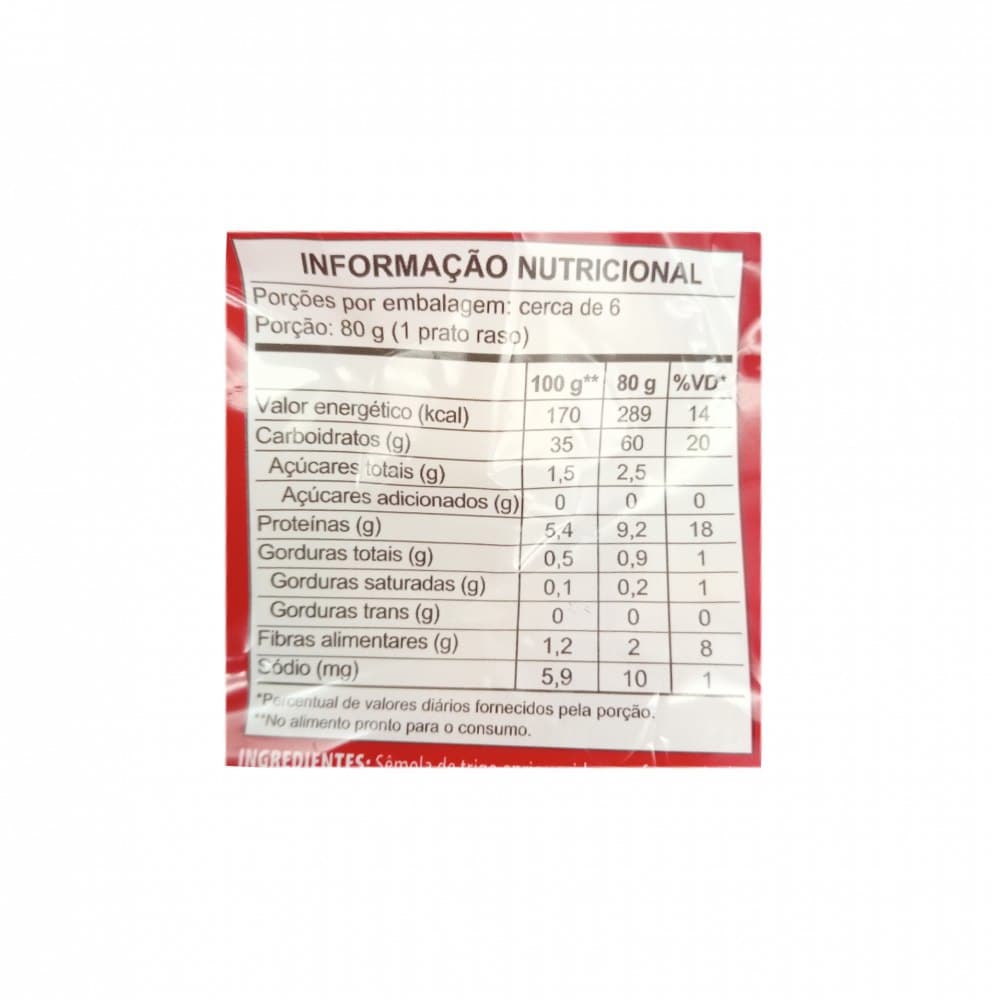 INFORMAÇÃO NUTRICIONAL
Porções por embalagem: cerca de 6
Porção: 80 g (1 prato raso)
100 g** 80 g %VD*
Valor energético (kcal) 170 289 14
Carboidratos (g) 35 60 20
Açúcares totais (g) 1,5 2,5
Açúcares adicionados (g) 0 0 0
Proteínas (g) 5,4 9,2 18
Gorduras totais (g) 0,5 0,9 1
Gorduras saturadas (g) 0,1 0,2 1
Gorduras trans (g) 0 0 0
Fibras alimentares (g) 1,2 2 8
Sódio (mg) 5,9 10 1
*Percentual de valores diários fornecidos pela porção.
**No alimento pronto para o consumo.
INGREDIENTES: Sêmola de trigo